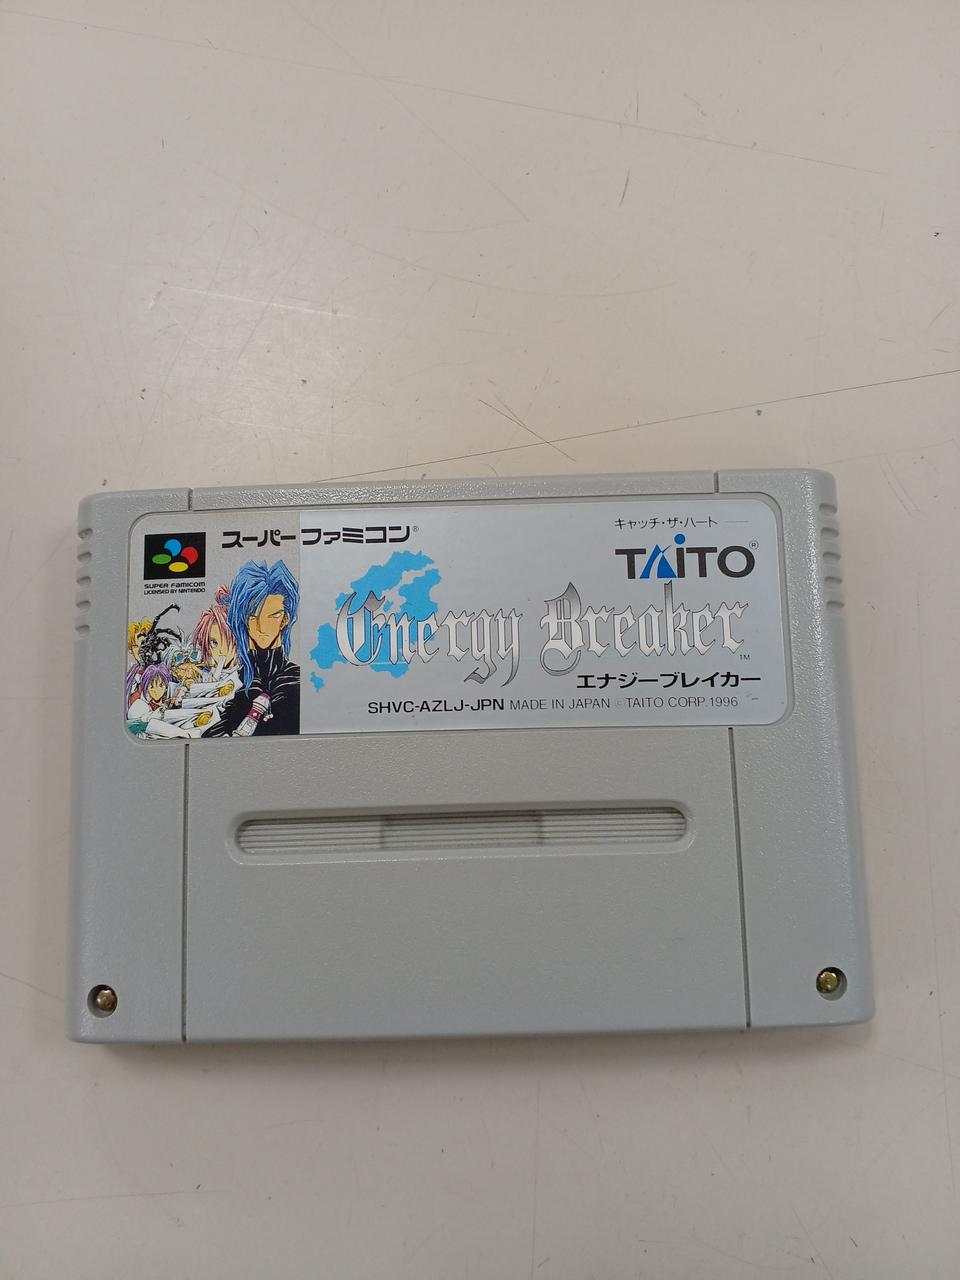 スーパーファミコン®
SUPER FAMICOM
LICENSED BY NINTENDO
キャッチ・ザ・ハート
TAITO®
Energy Breaker™
エナジーブレイカー
SHVC-AZLJ-JPN MADE IN JAPAN ©TAITO CORP. 1996